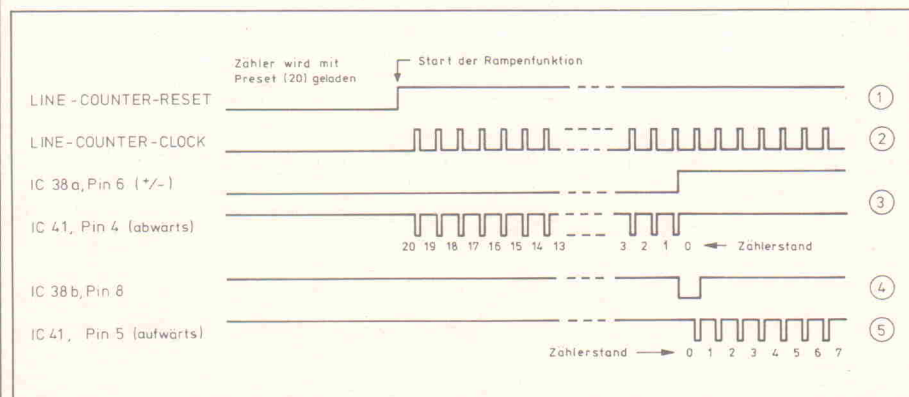 Zähler wird mit
Preset (20) geladen
Start der Rampenfunktion
LINE-COUNTER-RESET
1
LINE-COUNTER-CLOCK
2
IC 38a, Pin 6 (+/-)
3
IC 41, Pin 4 (abwärts)
20 19 18 17 16 15 14 13 3 2 1 0 Zählerstand
IC 38b, Pin 8
4
IC 41, Pin 5 (aufwärts)
5
Zählerstand 0 1 2 3 4 5 6 7